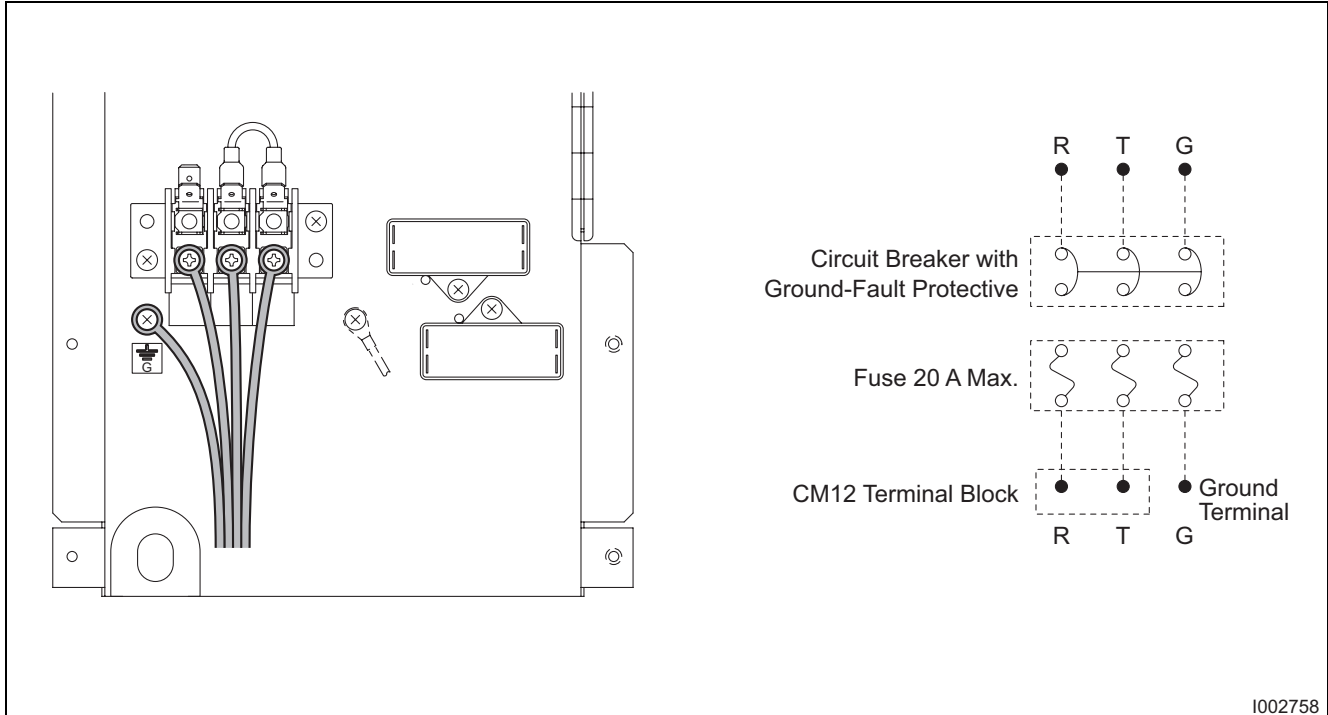 G
R T G
Circuit Breaker with
Ground-Fault Protective
Fuse 20 A Max.
CM12 Terminal Block
Ground
Terminal
R T G
I002758